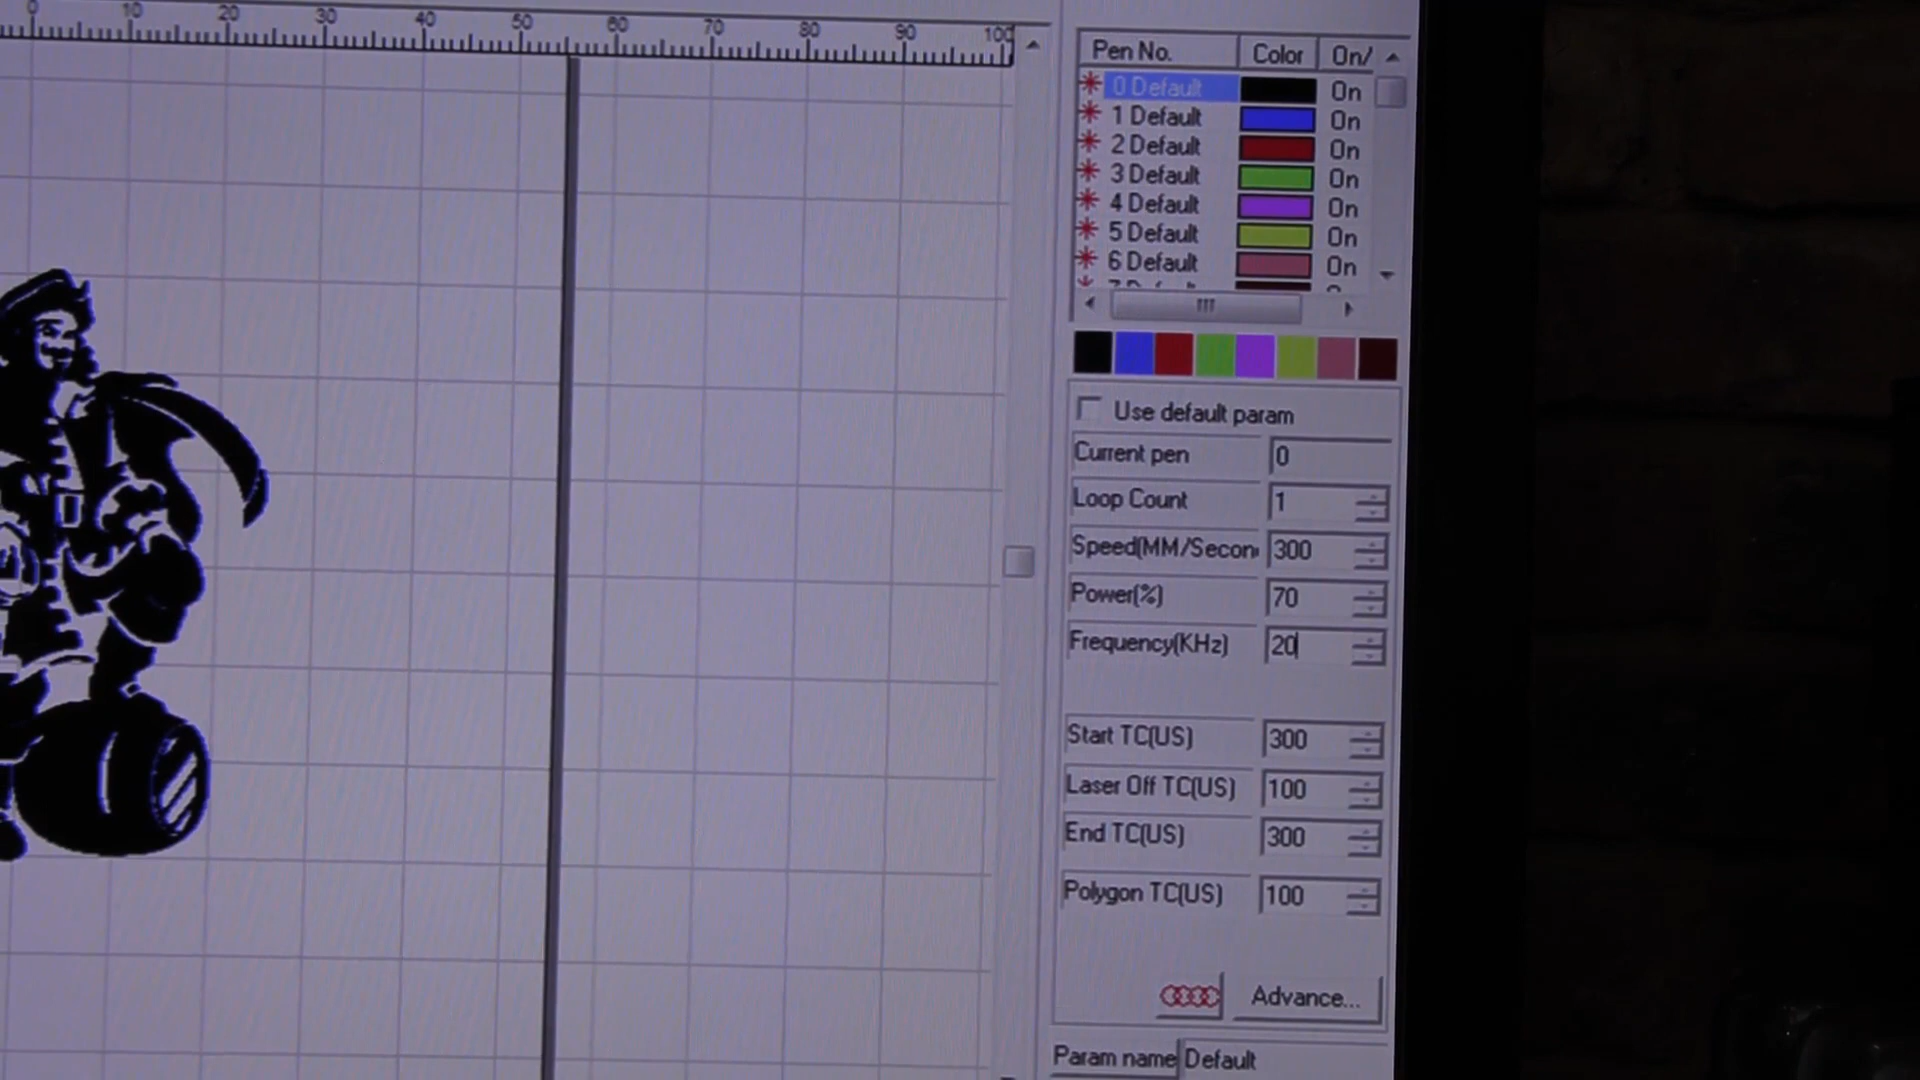 0 10 20 30 40 50 60 70 80 90 100
Pen No. Color On/
0 Default On
1 Default On
2 Default On
3 Default On
4 Default On
5 Default On
6 Default On
Use default param
Current pen 0
Loop Count 1
Speed(MM/Secon 300
Power(%) 70
Frequency(KHz) 20
Start TC(US) 300
Laser Off TC(US) 100
End TC(US) 300
Polygon TC(US) 100
Advance...
Param name Default